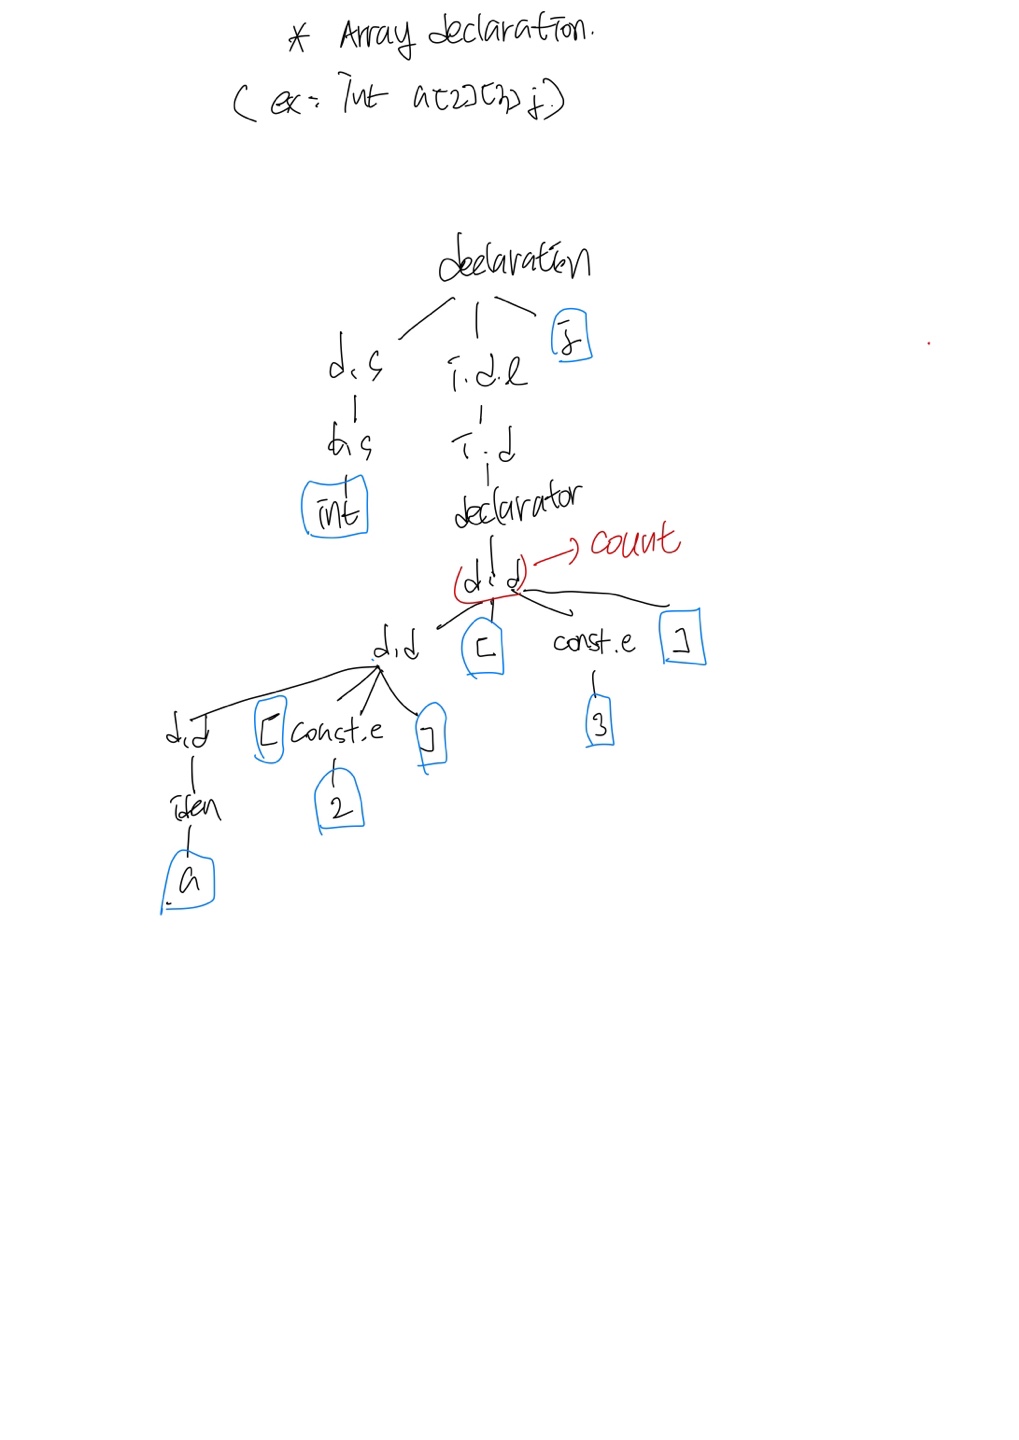 * Array declaration.
(ex: int a[2][3];)
declaration
d.s i.d.l ;
t.s i.d
int declarator
d.d → count
d.d [ const.e ]
d.d [ const.e ] 3
iden 2
a